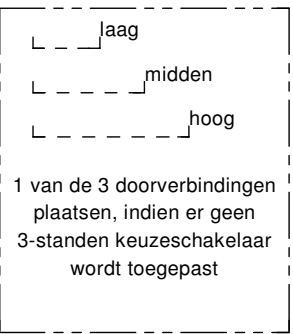 laag
midden
hoog
1 van de 3 doorverbindingen
plaatsen, indien er geen
3-standen keuzeschakelaar
wordt toegepast